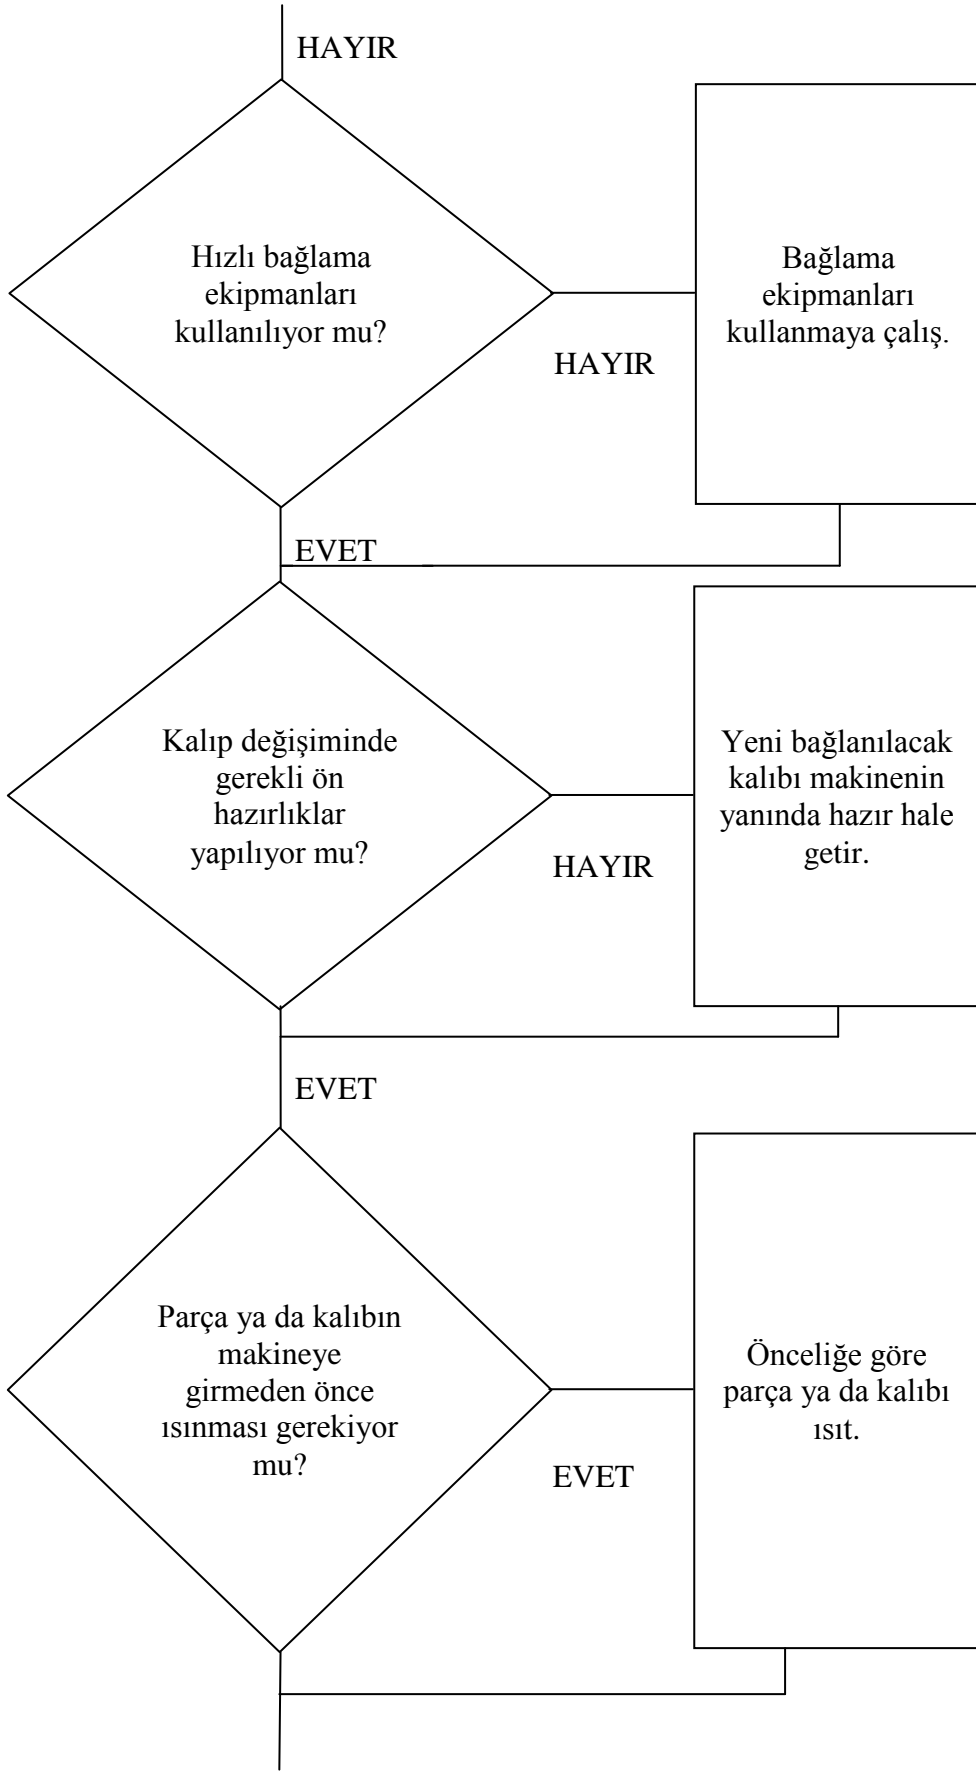 HAYIR
Hızlı bağlama
ekipmanları
kullanılıyor mu?
HAYIR
Bağlama
ekipmanları
kullanmaya çalış.
EVET
Kalıp değişiminde
gerekli ön
hazırlıklar
yapılıyor mu?
HAYIR
Yeni bağlanılacak
kalıbı makinenin
yanında hazır hale
getir.
EVET
Parça ya da kalıbın
makineye
girmeden önce
ısınması gerekiyor
mu?
EVET
Önceliğe göre
parça ya da kalıbı
ısıt.